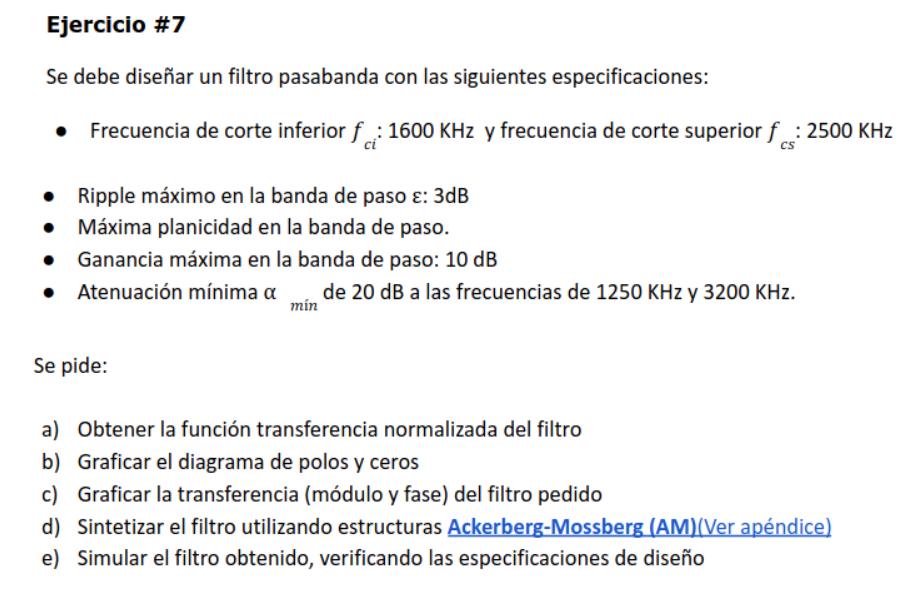 Ejercicio #7
Se debe diseñar un filtro pasabanda con las siguientes especificaciones:
● Frecuencia de corte inferior f ci: 1600 KHz y frecuencia de corte superior f cs: 2500 KHz
● Ripple máximo en la banda de paso ε: 3dB
● Máxima planicidad en la banda de paso.
● Ganancia máxima en la banda de paso: 10 dB
● Atenuación mínima α mín de 20 dB a las frecuencias de 1250 KHz y 3200 KHz.
Se pide:
a) Obtener la función transferencia normalizada del filtro
b) Graficar el diagrama de polos y ceros
c) Graficar la transferencia (módulo y fase) del filtro pedido
d) Sintetizar el filtro utilizando estructuras Ackerberg-Mossberg (AM)(Ver apéndice)
e) Simular el filtro obtenido, verificando las especificaciones de diseño